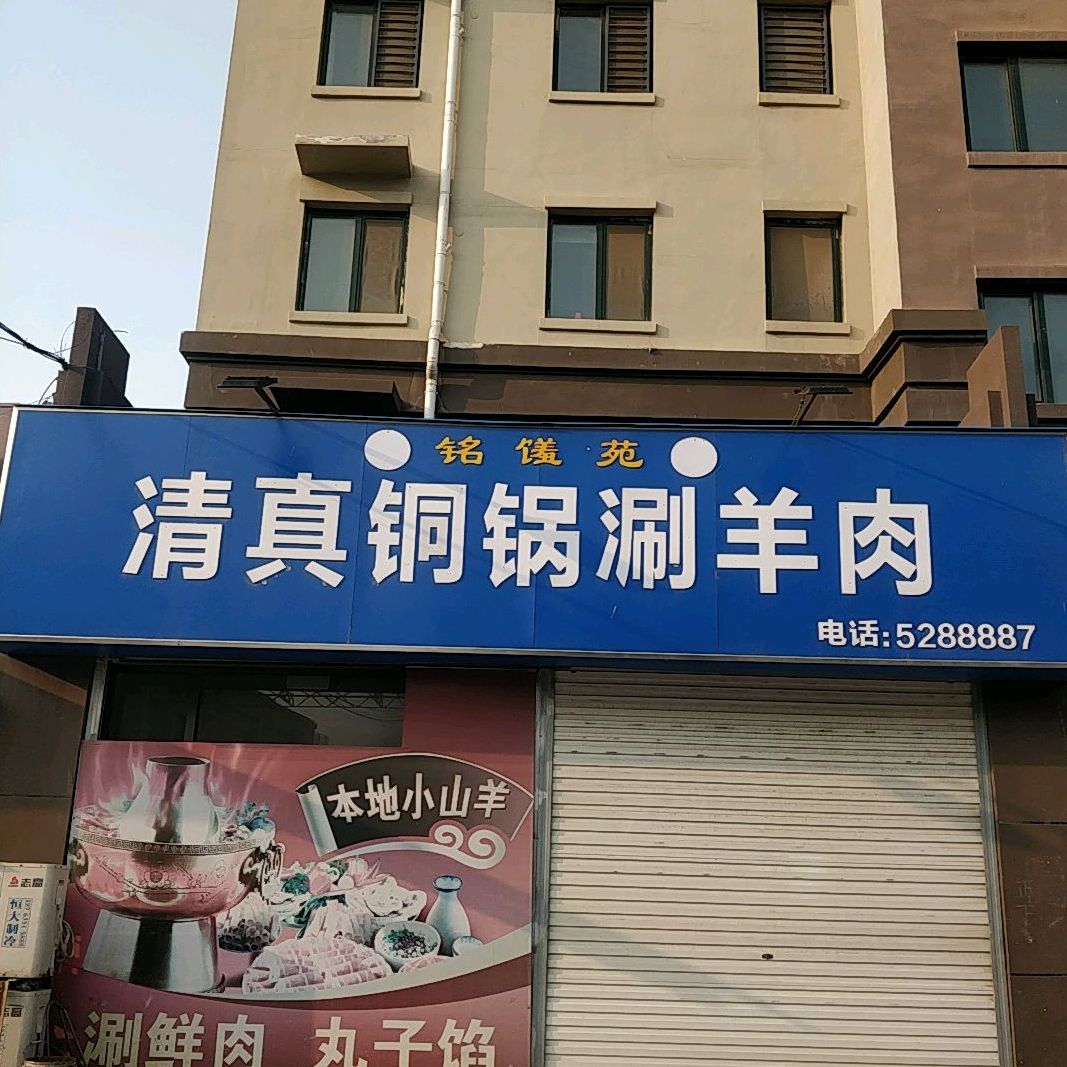 铭馐苑
清真铜锅涮羊肉
电话:5288887
本地小山羊
涮鲜肉 丸子馅
志高
恒大制冷